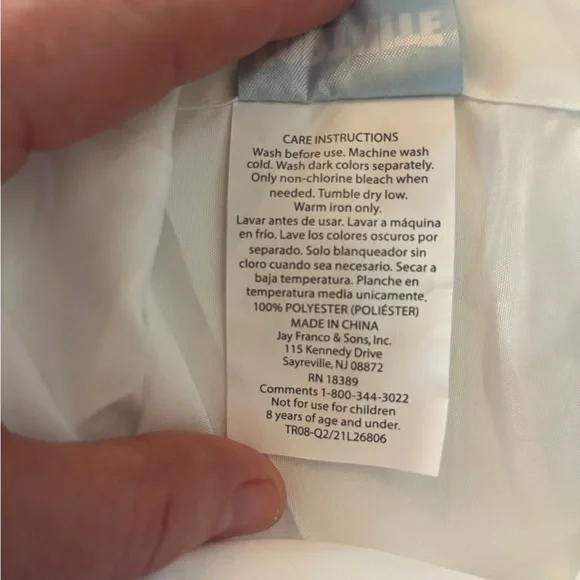 CARE INSTRUCTIONS
Wash before use. Machine wash
cold. Wash dark colors separately.
Only non-chlorine bleach when
needed. Tumble dry low.
Warm iron only.
Lavar antes de usar. Lavar a máquina
en frío. Lave los colores oscuros por
separado. Solo blanqueador sin
cloro cuando sea necesario. Secar a
baja temperatura. Planche en
temperatura media unicamente.
100% POLYESTER (POLIÉSTER)
MADE IN CHINA
Jay Franco & Sons, Inc.
115 Kennedy Drive
Sayreville, NJ 08872
RN 18389
Comments 1-800-344-3022
Not for use for children
8 years of age and under.
TR08-Q2/21L26806